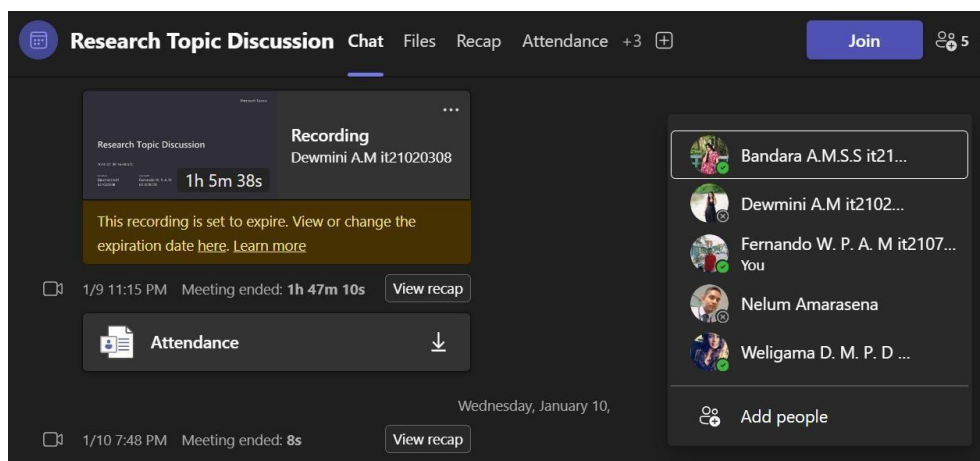 Research Topic Discussion Chat Files Recap Attendance +3 Join 5
Research Topic Discussion
1h 5m 38s
Recording
Dewmini A.M it21020308
This recording is set to expire. View or change the
expiration date here. Learn more
1/9 11:15 PM Meeting ended: 1h 47m 10s View recap
Attendance
Wednesday, January 10,
1/10 7:48 PM Meeting ended: 8s View recap
Bandara A.M.S.S it21...
Dewmini A.M it2102...
Fernando W. P. A. M it2107...
You
Nelum Amarasena
Weligama D. M. P. D ...
Add people